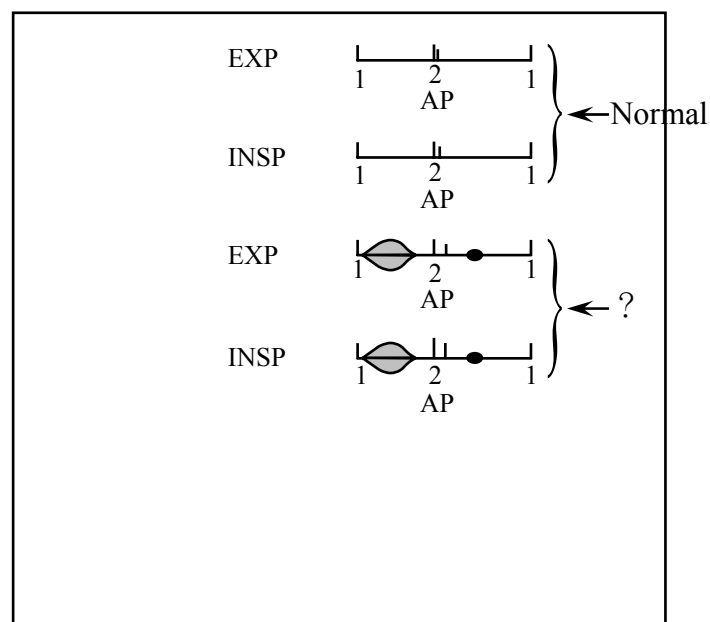 EXP
1 2 1
AP
Normal
INSP
1 2 1
AP
EXP
1 2 1
AP
?
INSP
1 2 1
AP